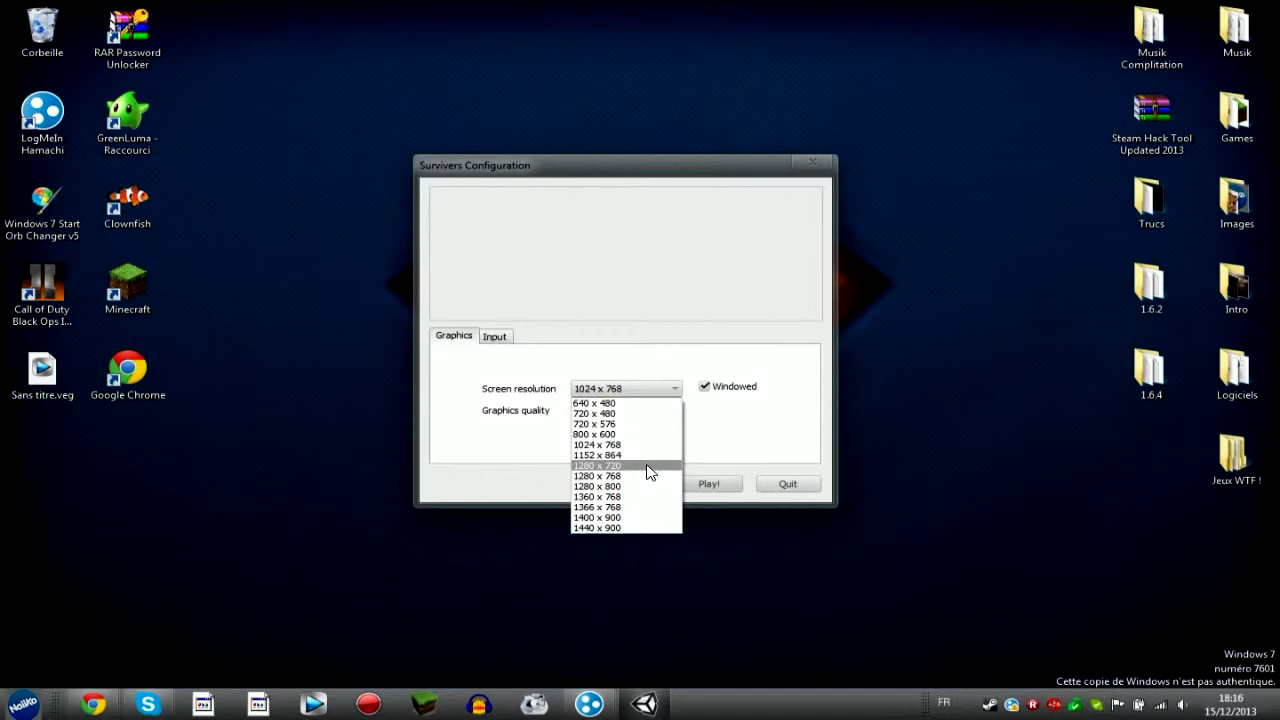 Corbeille
RAR Password
Unlocker
Musik
Complitation
Musik
LogMeIn
Hamachi
GreenLuma -
Raccourci
Steam Hack Tool
Updated 2013
Games
Windows 7 Start
Orb Changer v5
Clownfish
Trucs
Images
Call of Duty
Black Ops I...
Minecraft
1.6.2
Intro
Sans titre.veg
Google Chrome
1.6.4
Logiciels
Jeux WTF !
Survivers Configuration
Graphics
Input
Screen resolution
1024 x 768
Windowed
Graphics quality
640 x 480
720 x 480
720 x 576
800 x 600
1024 x 768
1152 x 864
1280 x 720
1280 x 768
1280 x 800
1360 x 768
1366 x 768
1400 x 900
1440 x 900
Play!
Quit
Windows 7
numéro 7601
Cette copie de Windows n'est pas authentique.
NoiiKo
FR
18:16
15/12/2013